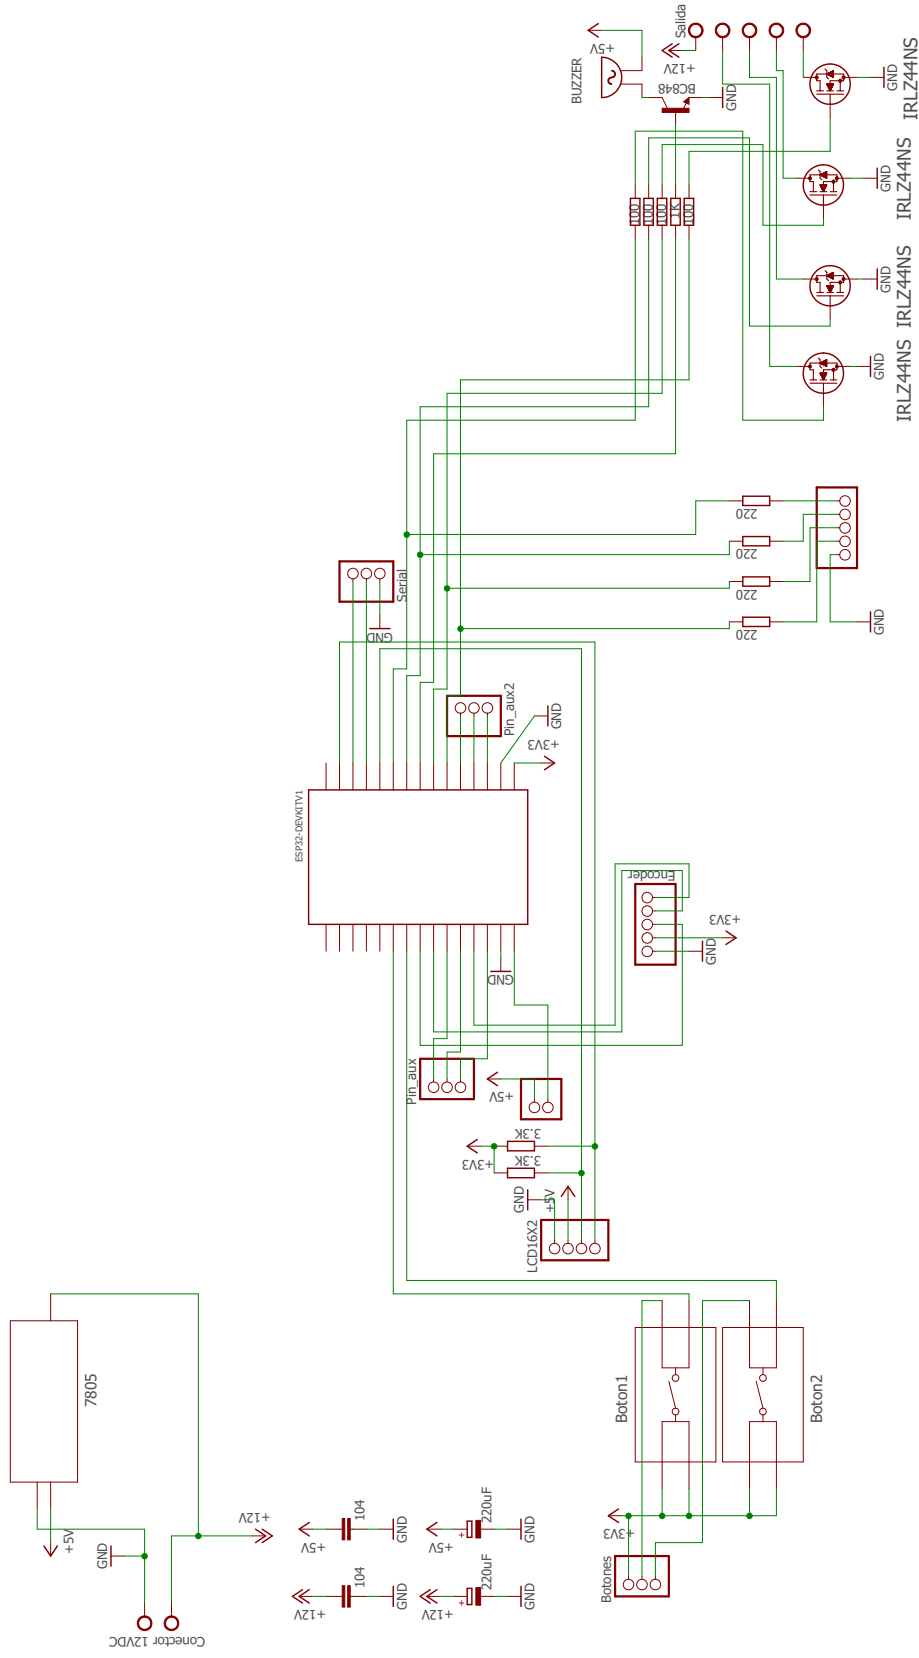 Salida
+5V
+12V
BUZZER
BC848
GND
GND
IRLZ44NS
100
100
100
1K
100
GND
IRLZ44NS
GND
IRLZ44NS
GND
IRLZ44NS
220
220
220
220
GND
Serial
GND
Pin_aux2
GND
+3V3
ESP32-DEVKITV1
Encoder
+3V3
GND
GND
Pin_aux
+5V
3.3K
3.3K
+3V3
GND
+5V
LCD16X2
7805
Boton1
Boton2
+5V
GND
+12V
Conector 12VDC
104
+5V
GND
220uF
+
+5V
GND
104
+12V
GND
220uF
+
+12V
GND
+3V3
Botones